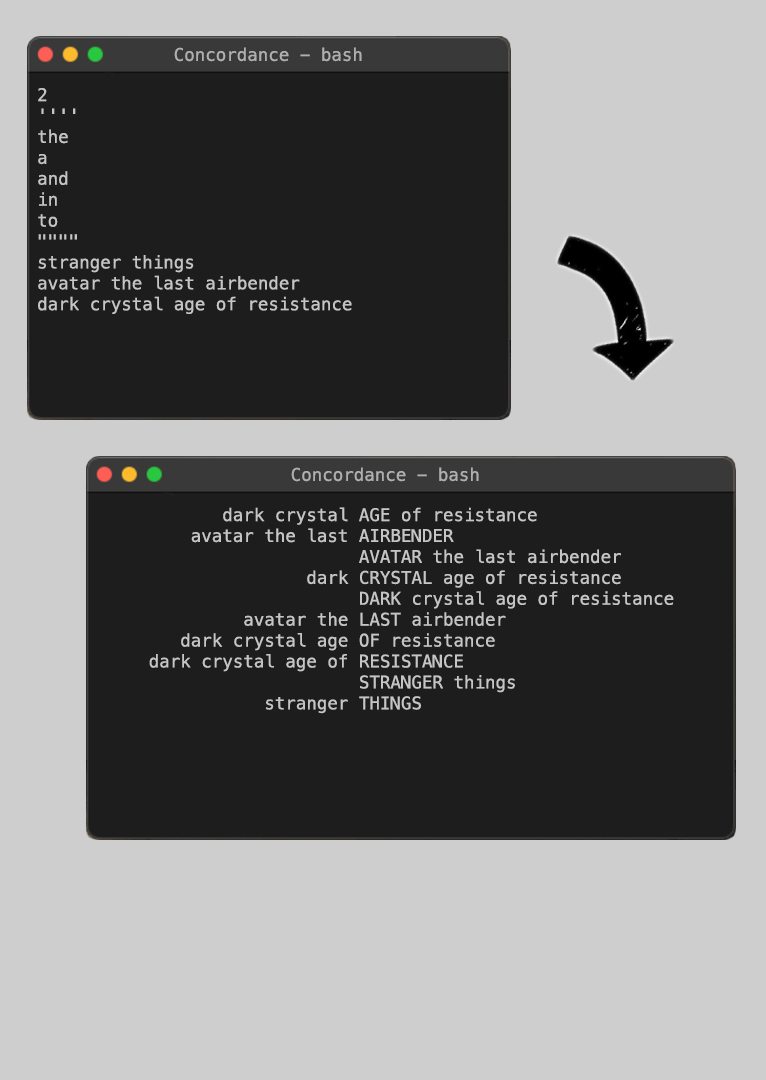 Concordance — bash
2
''''
the
a
and
in
to
""""
stranger things
avatar the last airbender
dark crystal age of resistance
Concordance — bash
dark crystal AGE of resistance
avatar the last AIRBENDER
AVATAR the last airbender
dark CRYSTAL age of resistance
DARK crystal age of resistance
avatar the LAST airbender
dark crystal age OF resistance
dark crystal age of RESISTANCE
STRANGER things
stranger THINGS